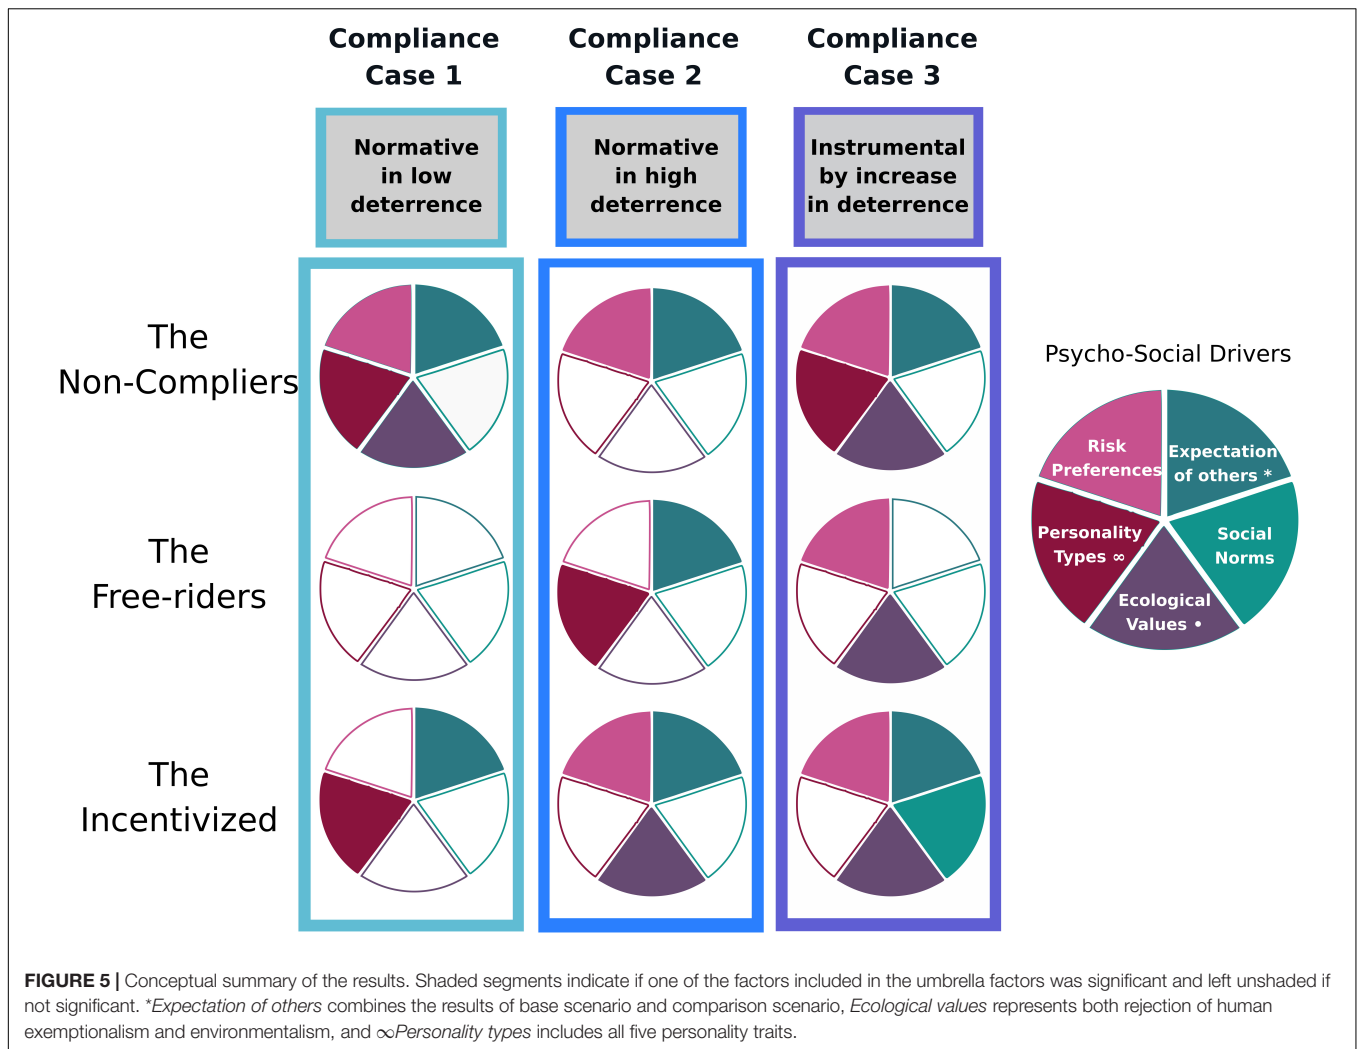 Compliance
Case 1
Compliance
Case 2
Compliance
Case 3
Normative
in low
deterrence
Normative
in high
deterrence
Instrumental
by increase
in deterrence
The
Non-Compliers
The
Free-riders
The
Incentivized
Psycho-Social Drivers
Risk
Preferences
Expectation
of others *
Personality
Types ∞
Social
Norms
Ecological
Values •
FIGURE 5 | Conceptual summary of the results. Shaded segments indicate if one of the factors included in the umbrella factors was significant and left unshaded if
not significant. *Expectation of others combines the results of base scenario and comparison scenario, Ecological values represents both rejection of human
exemptionalism and environmentalism, and ∞Personality types includes all five personality traits.